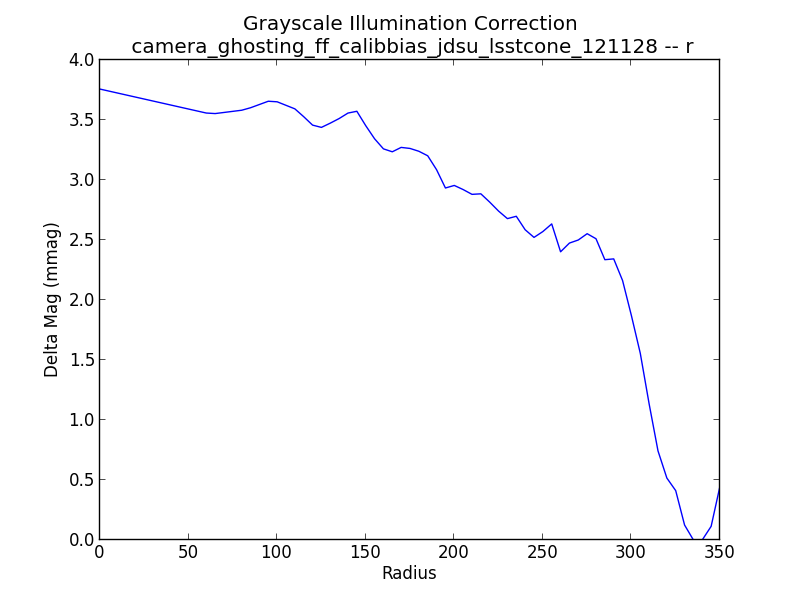 Grayscale Illumination Correction
camera_ghosting_ff_calibbias_jdsu_lsstcone_121128 -- r
4.0
3.5
3.0
2.5
2.0
1.5
1.0
0.5
0.0
Delta Mag (mmag)
0 50 100 150 200 250 300 350
Radius